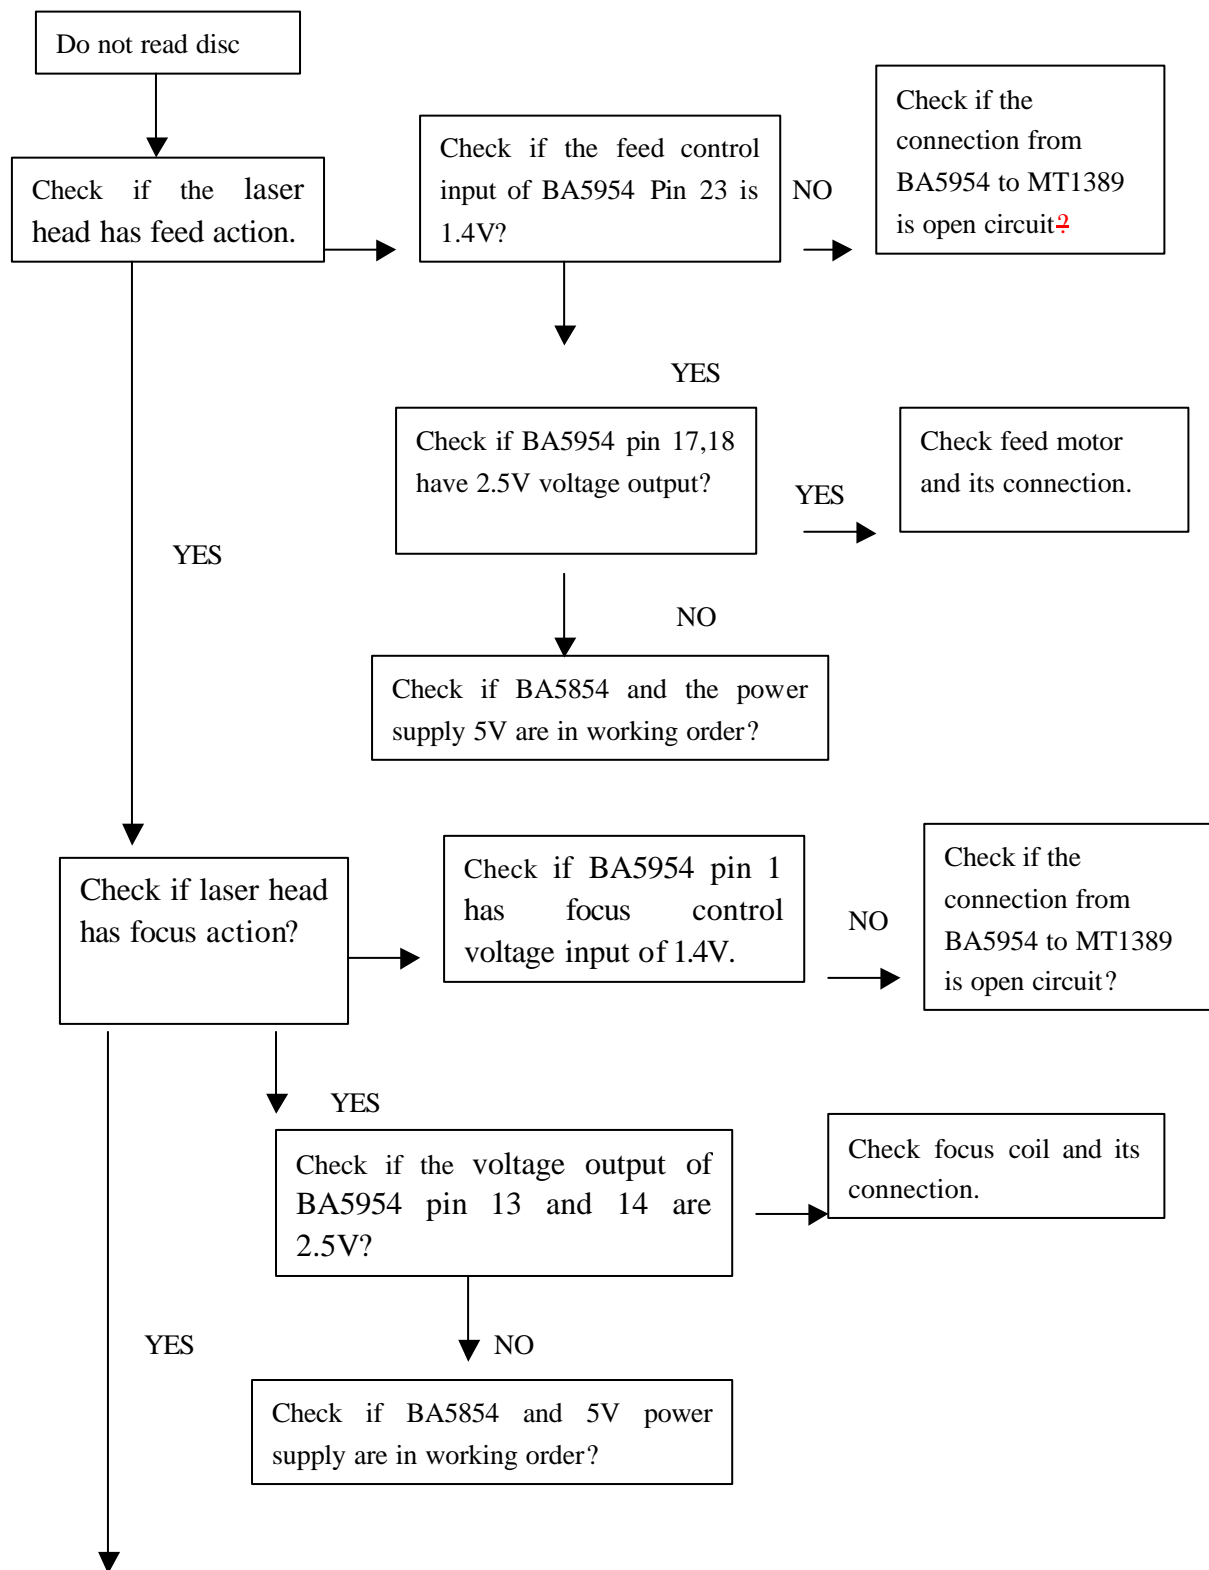 Do not read disc
Check if the laser
head has feed action.
Check if the feed control
input of BA5954 Pin 23 is
1.4V?
NO
Check if the
connection from
BA5954 to MT1389
is open circuit?
YES
Check if BA5954 pin 17,18
have 2.5V voltage output?
YES
Check feed motor
and its connection.
YES
NO
Check if BA5854 and the power
supply 5V are in working order?
Check if laser head
has focus action?
Check if BA5954 pin 1
has focus control
voltage input of 1.4V.
NO
Check if the
connection from
BA5954 to MT1389
is open circuit?
YES
Check if the voltage output of
BA5954 pin 13 and 14 are
2.5V?
Check focus coil and its
connection.
YES
NO
Check if BA5854 and 5V power
supply are in working order?